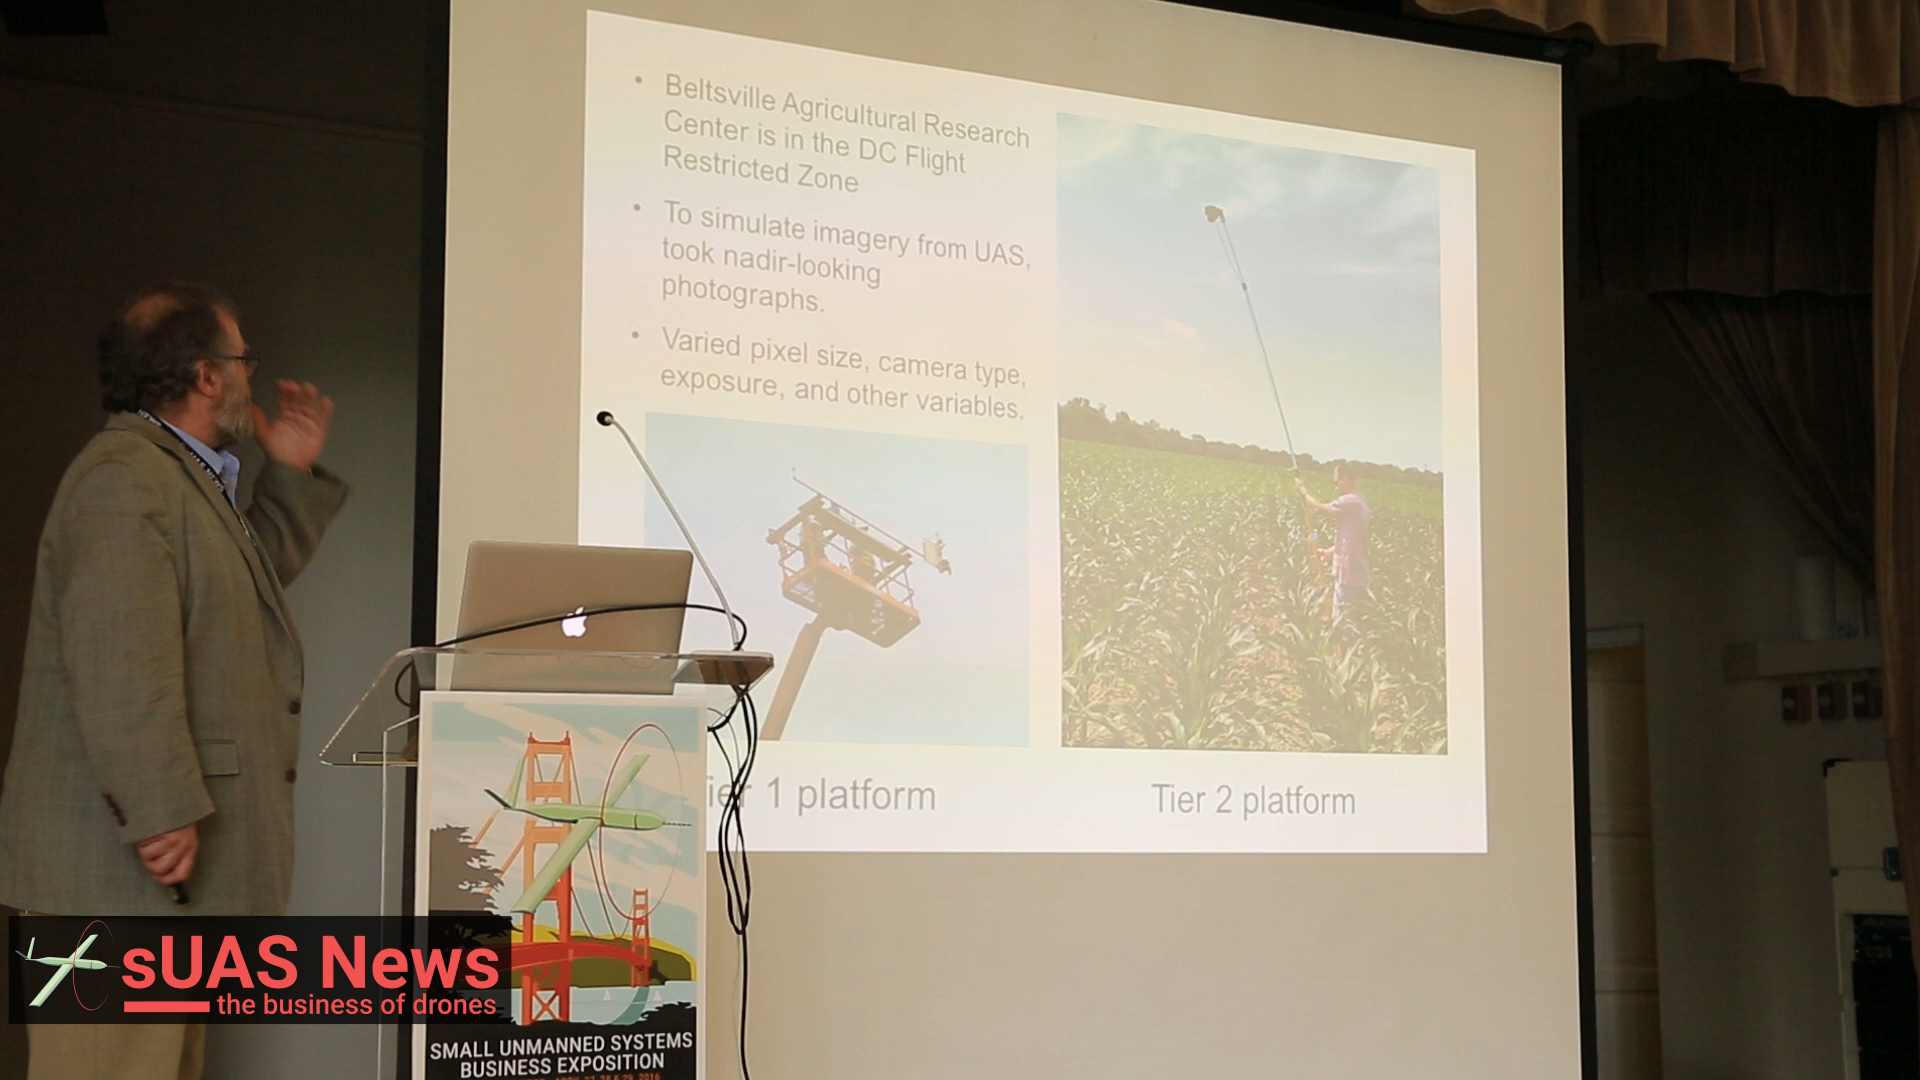 • Beltsville Agricultural Research
Center is in the DC Flight
Restricted Zone
• To simulate imagery from UAS,
took nadir-looking
photographs.
• Varied pixel size, camera type,
exposure, and other variables.
1 platform
Tier 2 platform
sUAS News
the business of drones
SMALL UNMANNED SYSTEMS
BUSINESS EXPOSITION
2016